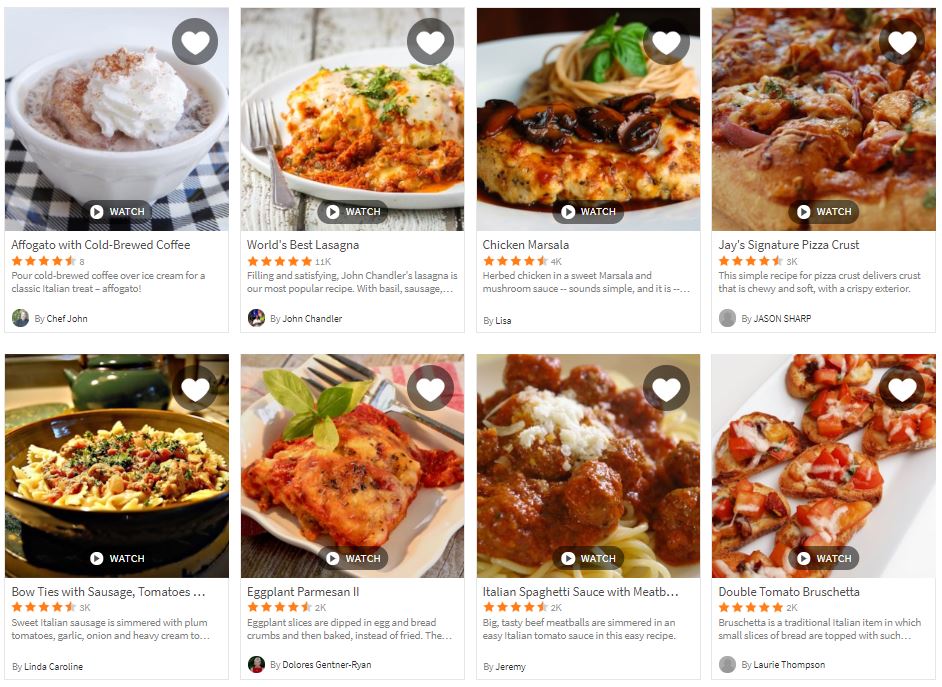 WATCH
Affogato with Cold-Brewed Coffee
8
Pour cold-brewed coffee over ice cream for a
classic Italian treat – affogato!
By Chef John
WATCH
World's Best Lasagna
11K
Filling and satisfying, John Chandler's lasagna is
our most popular recipe. With basil, sausage,...
By John Chandler
WATCH
Chicken Marsala
4K
Herbed chicken in a sweet Marsala and
mushroom sauce -- sounds simple, and it is --...
By Lisa
WATCH
Jay's Signature Pizza Crust
3K
This simple recipe for pizza crust delivers crust
that is chewy and soft, with a crispy exterior.
By JASON SHARP
WATCH
Bow Ties with Sausage, Tomatoes ...
3K
Sweet Italian sausage is simmered with plum
tomatoes, garlic, onion and heavy cream to...
By Linda Caroline
WATCH
Eggplant Parmesan II
2K
Eggplant slices are dipped in egg and bread
crumbs and then baked, instead of fried. The...
By Dolores Gentner-Ryan
WATCH
Italian Spaghetti Sauce with Meatb...
2K
Big, tasty beef meatballs are simmered in an
easy Italian tomato sauce in this easy recipe.
By Jeremy
WATCH
Double Tomato Bruschetta
2K
Bruschetta is a traditional Italian item in which
small slices of bread are topped with such...
By Laurie Thompson